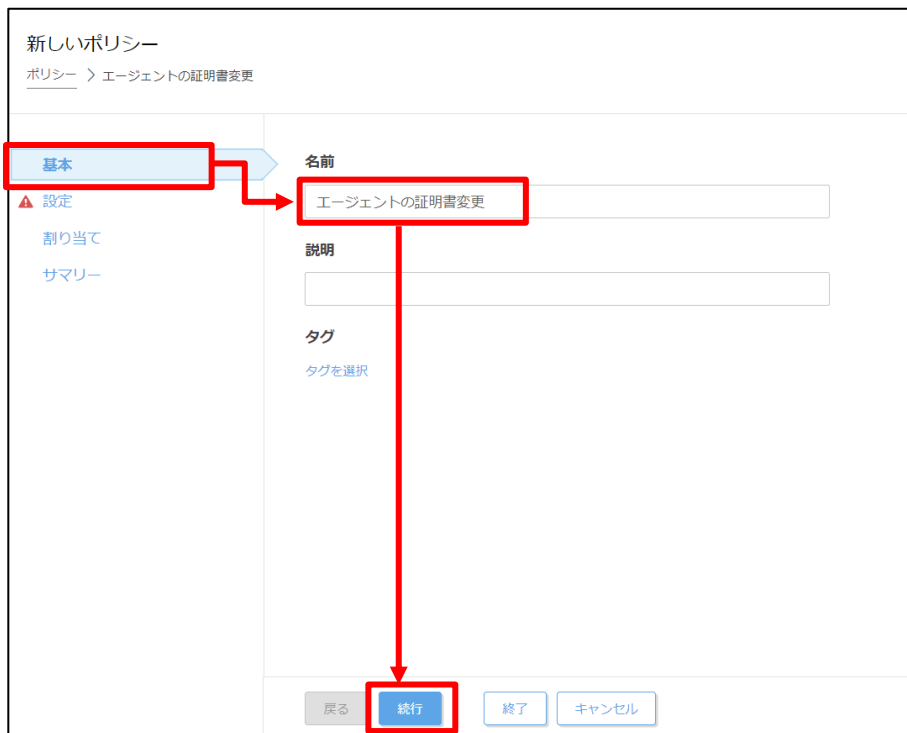 新しいポリシー
ポリシー > エージェントの証明書変更
基本
設定
割り当て
サマリー
名前
エージェントの証明書変更
説明
タグ
タグを選択
戻る 続行 終了 キャンセル